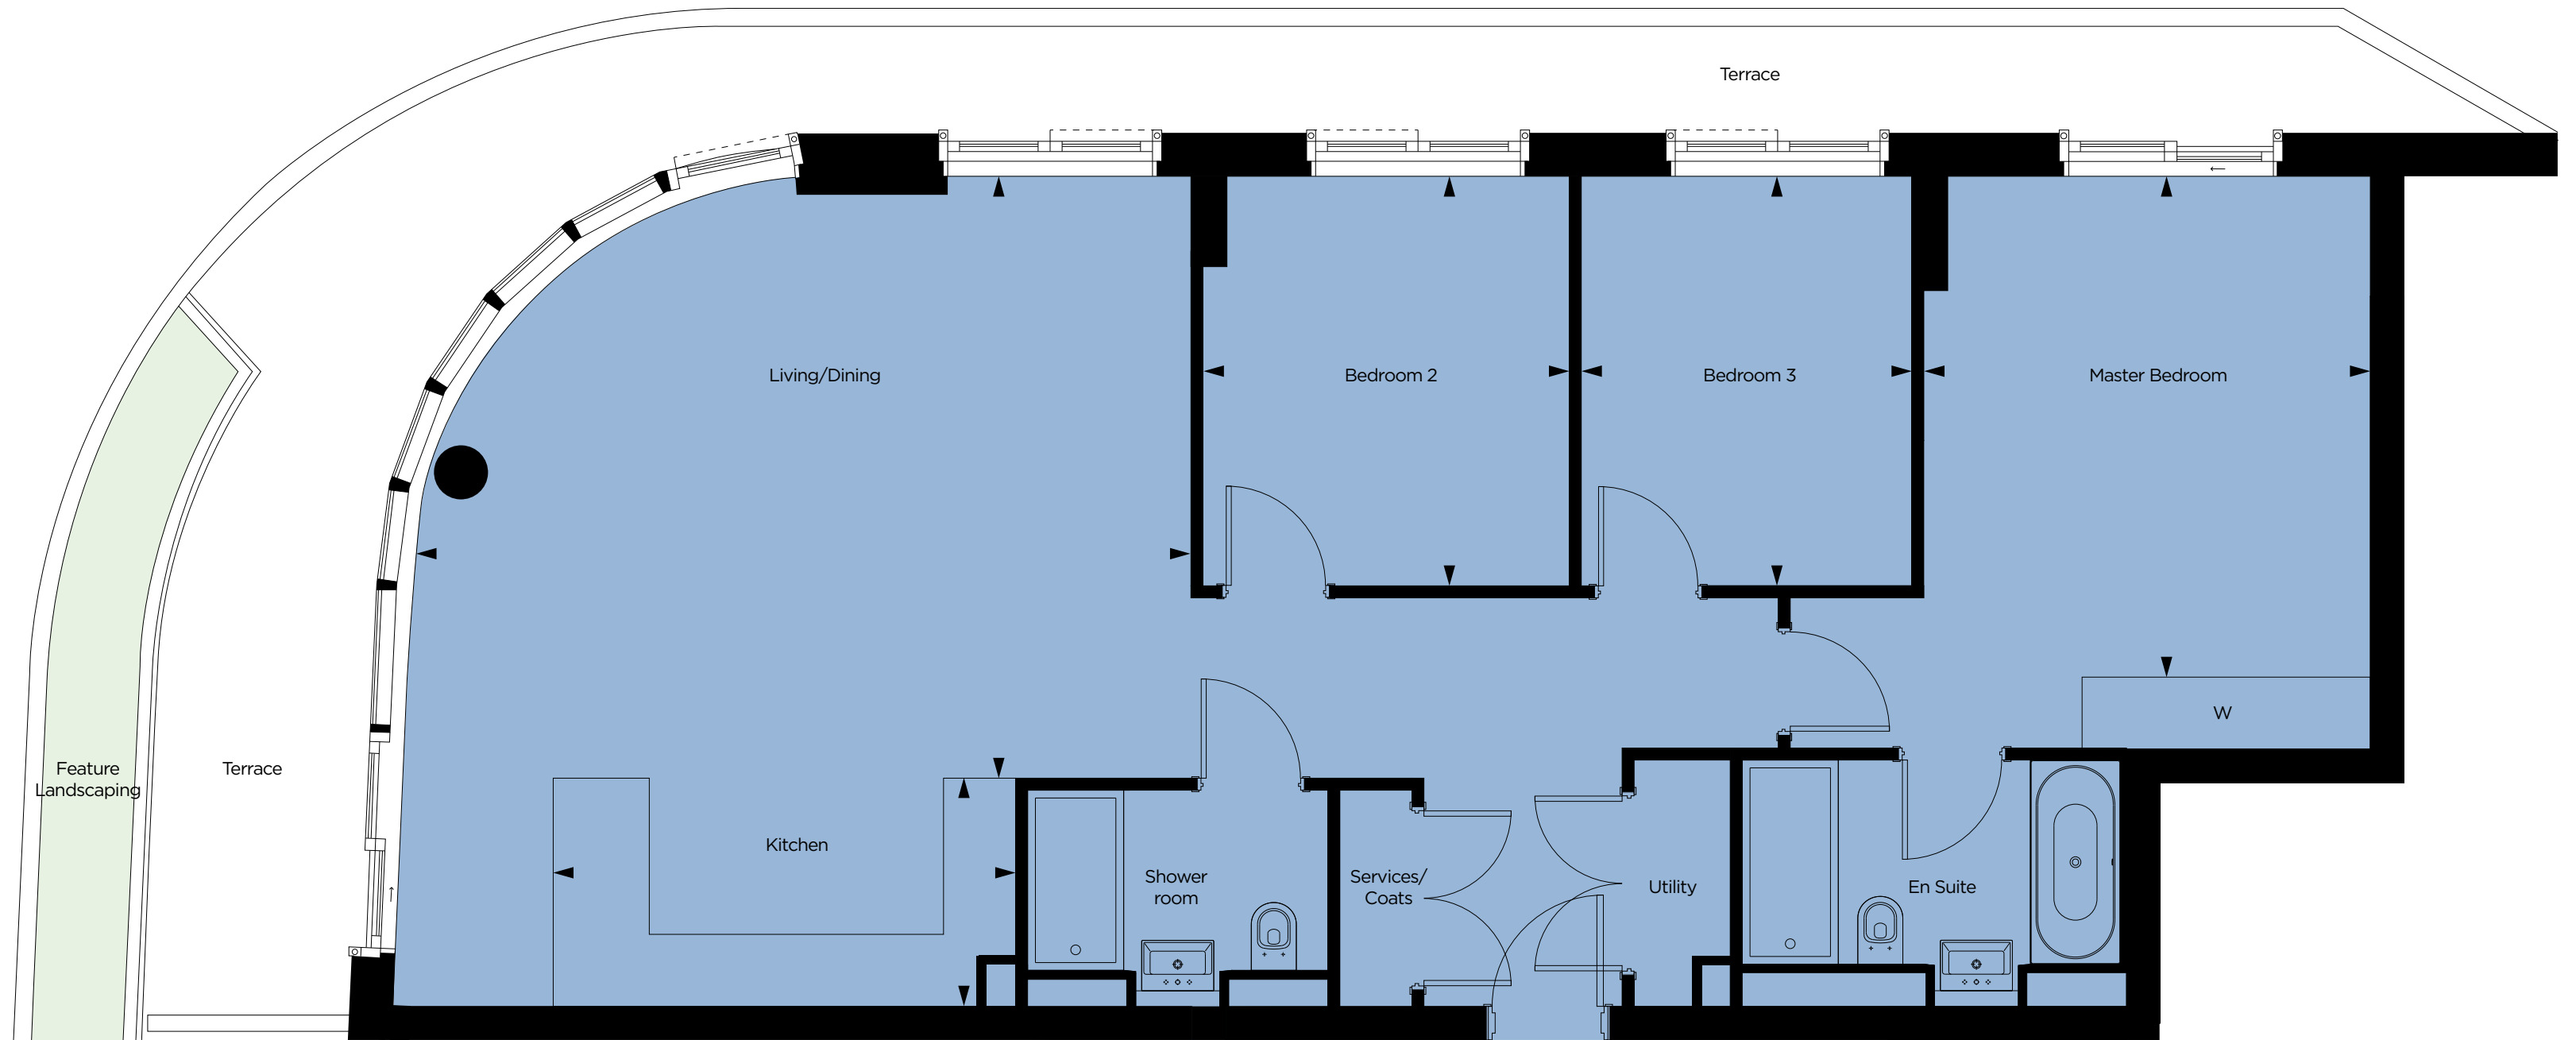 Terrace
Living/Dining
Bedroom 2
Bedroom 3
Master Bedroom
W
Feature
Landscaping
Terrace
Kitchen
Shower
room
Services/
Coats
Utility
En Suite